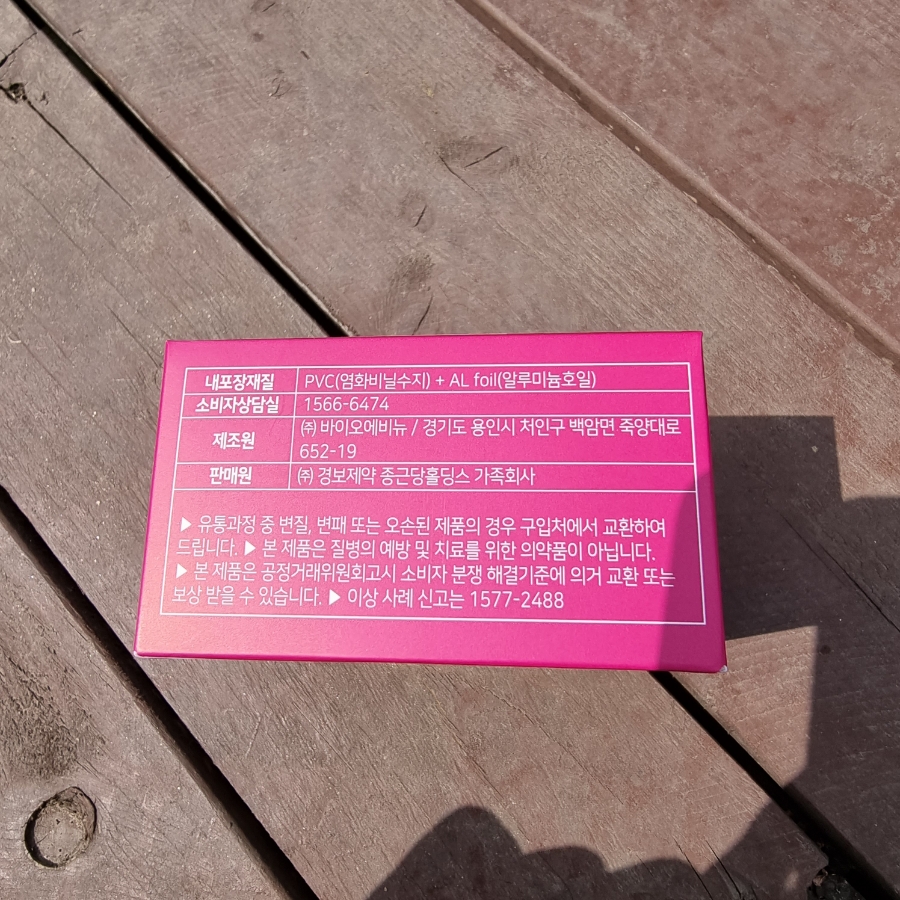 내포장재질 PVC(염화비닐수지) + AL foil(알루미늄호일)
소비자상담실 1566-6474
제조원 ㈜ 바이오에비뉴 / 경기도 용인시 처인구 백암면 죽양대로
652-19
판매원 ㈜ 경보제약 종근당홀딩스 가족회사
▶ 유통과정 중 변질, 변패 또는 오손된 제품의 경우 구입처에서 교환하여
드립니다. ▶ 본 제품은 질병의 예방 및 치료를 위한 의약품이 아닙니다.
▶ 본 제품은 공정거래위원회고시 소비자 분쟁 해결기준에 의거 교환 또는
보상 받을 수 있습니다. ▶ 이상 사례 신고는 1577-2488